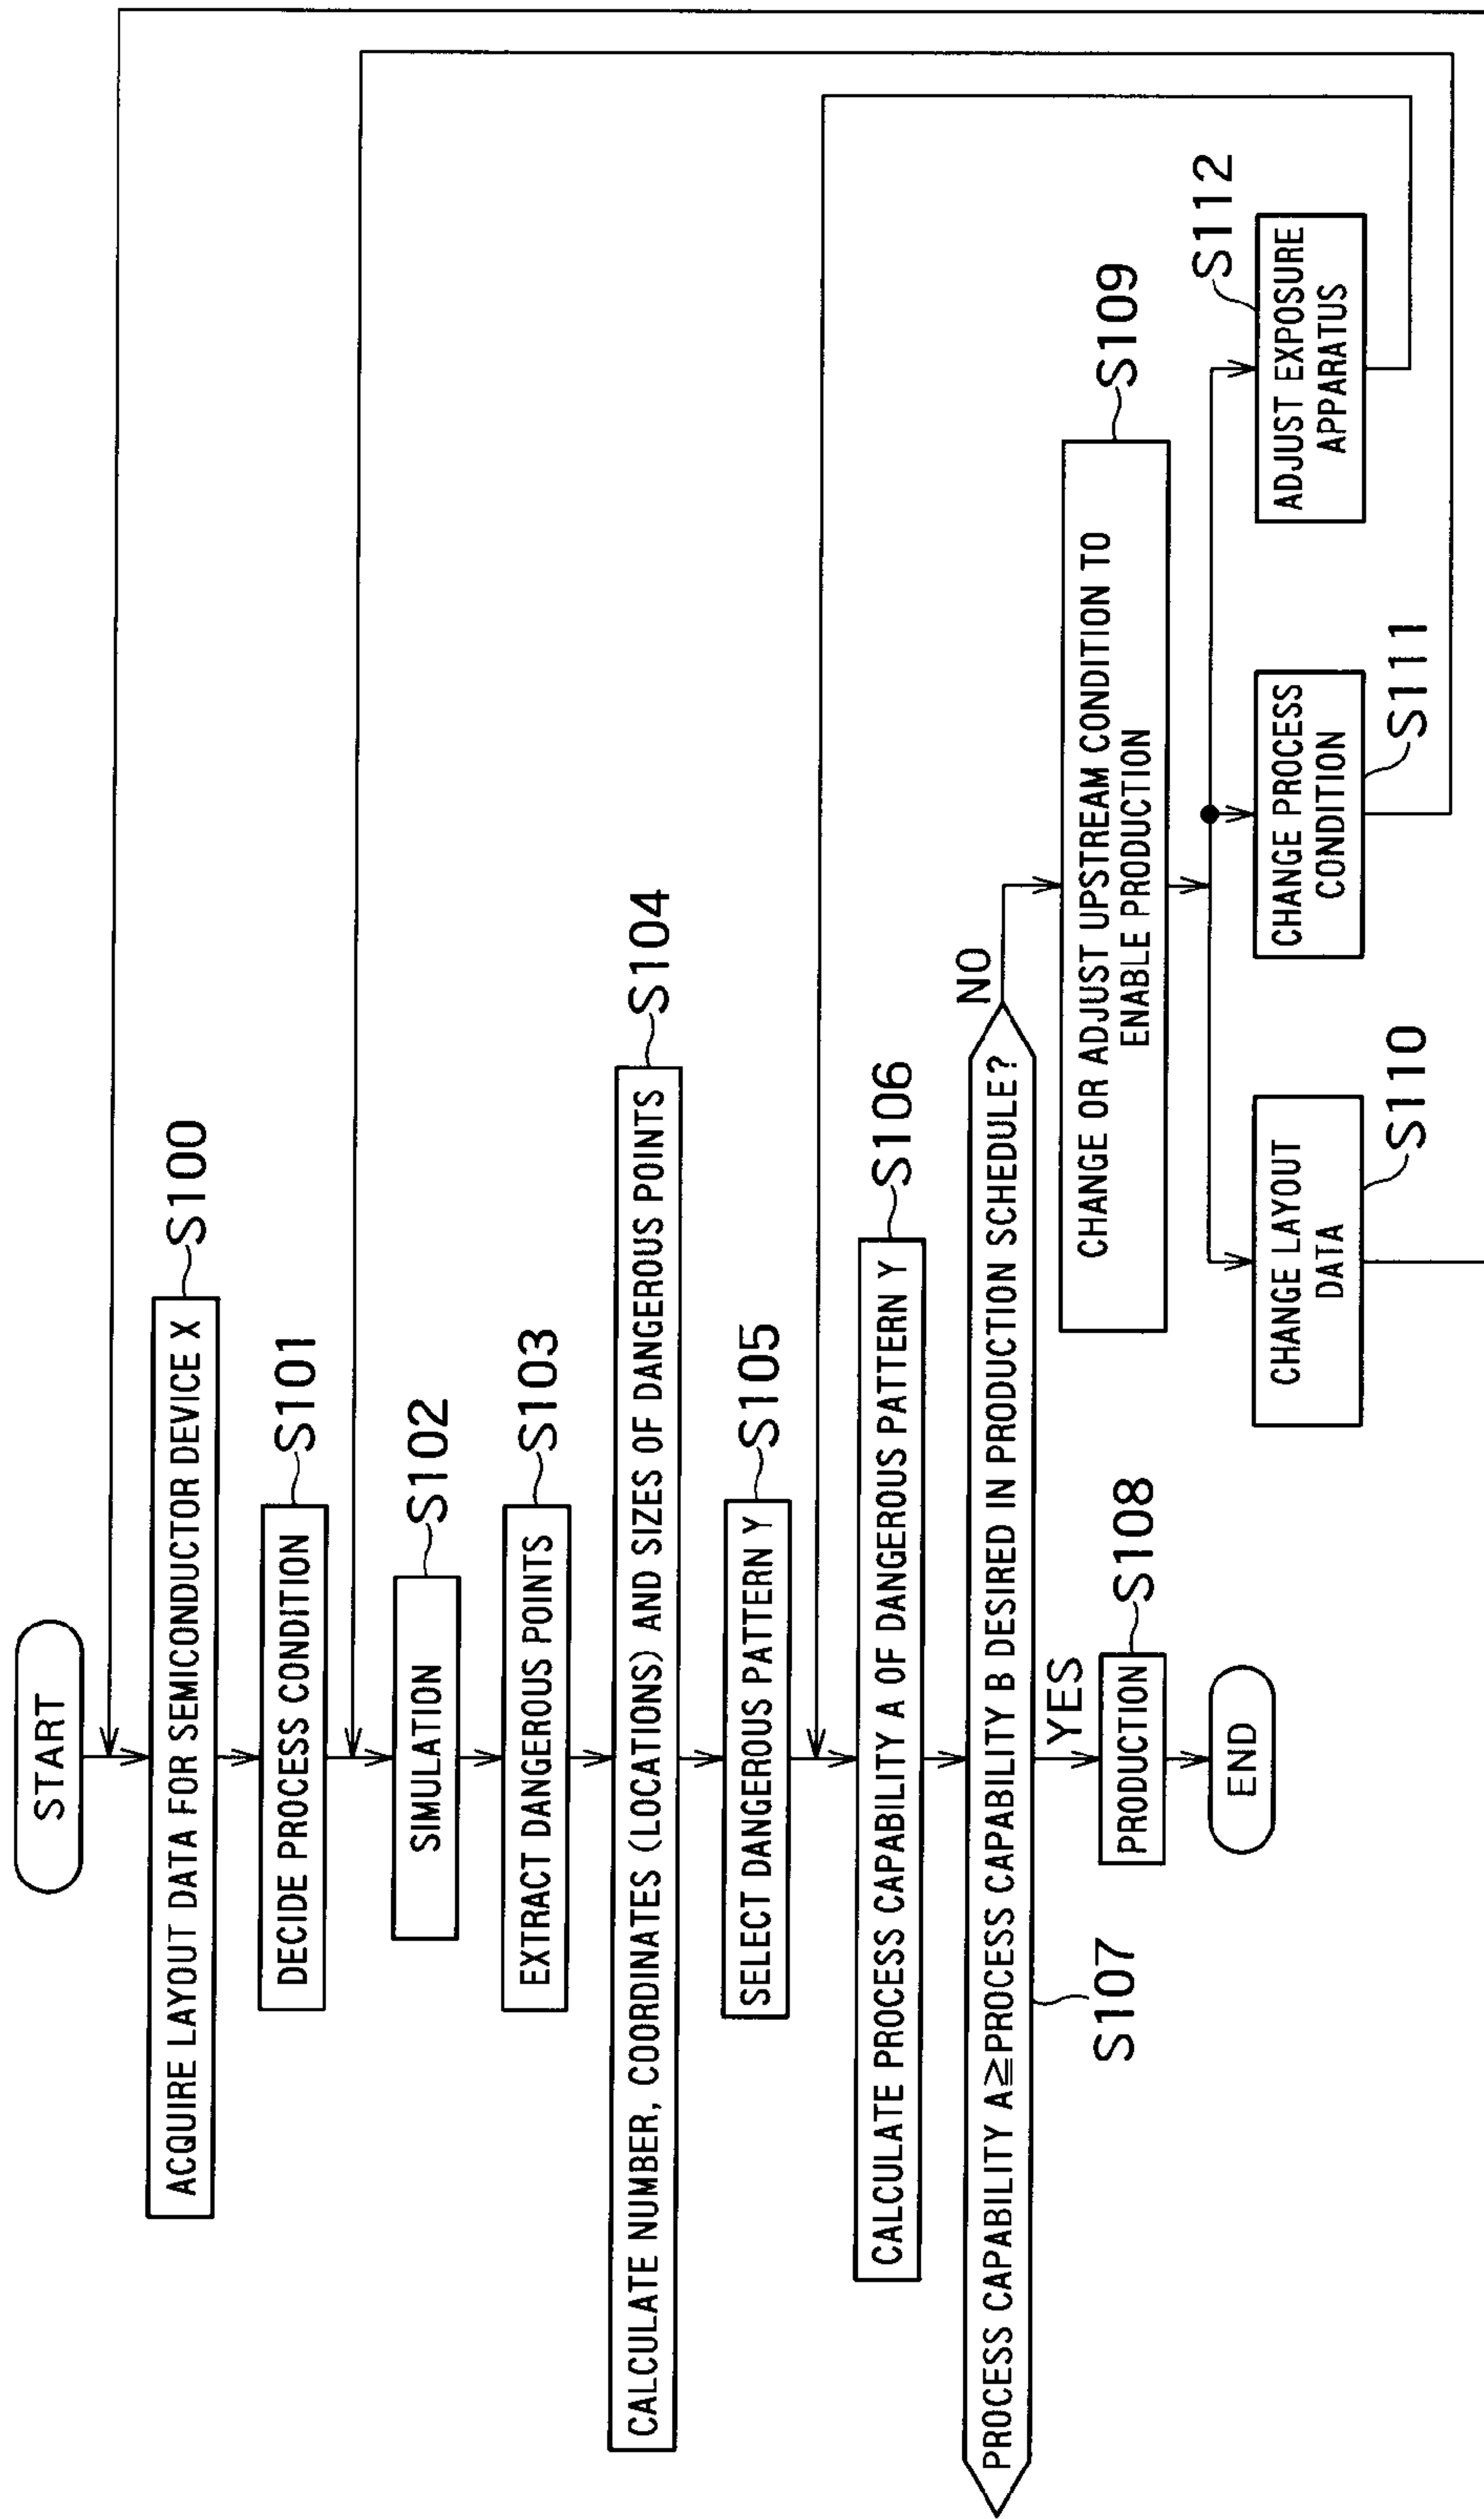 START
ACQUIRE LAYOUT DATA FOR SEMICONDUCTOR DEVICE X
S100
DECIDE PROCESS CONDITION
S101
SIMULATION
S102
EXTRACT DANGEROUS POINTS
S103
CALCULATE NUMBER, COORDINATES (LOCATIONS) AND SIZES OF DANGEROUS POINTS
S104
SELECT DANGEROUS PATTERN Y
S105
CALCULATE PROCESS CAPABILITY A OF DANGEROUS PATTERN Y
S106
PROCESS CAPABILITY A≧PROCESS CAPABILITY B DESIRED IN PRODUCTION SCHEDULE?
NO
S107
YES
PRODUCTION
S108
END
CHANGE OR ADJUST UPSTREAM CONDITION TO
ENABLE PRODUCTION
S109
CHANGE LAYOUT
DATA
S110
CHANGE PROCESS
CONDITION
S111
ADJUST EXPOSURE
APPARATUS
S112